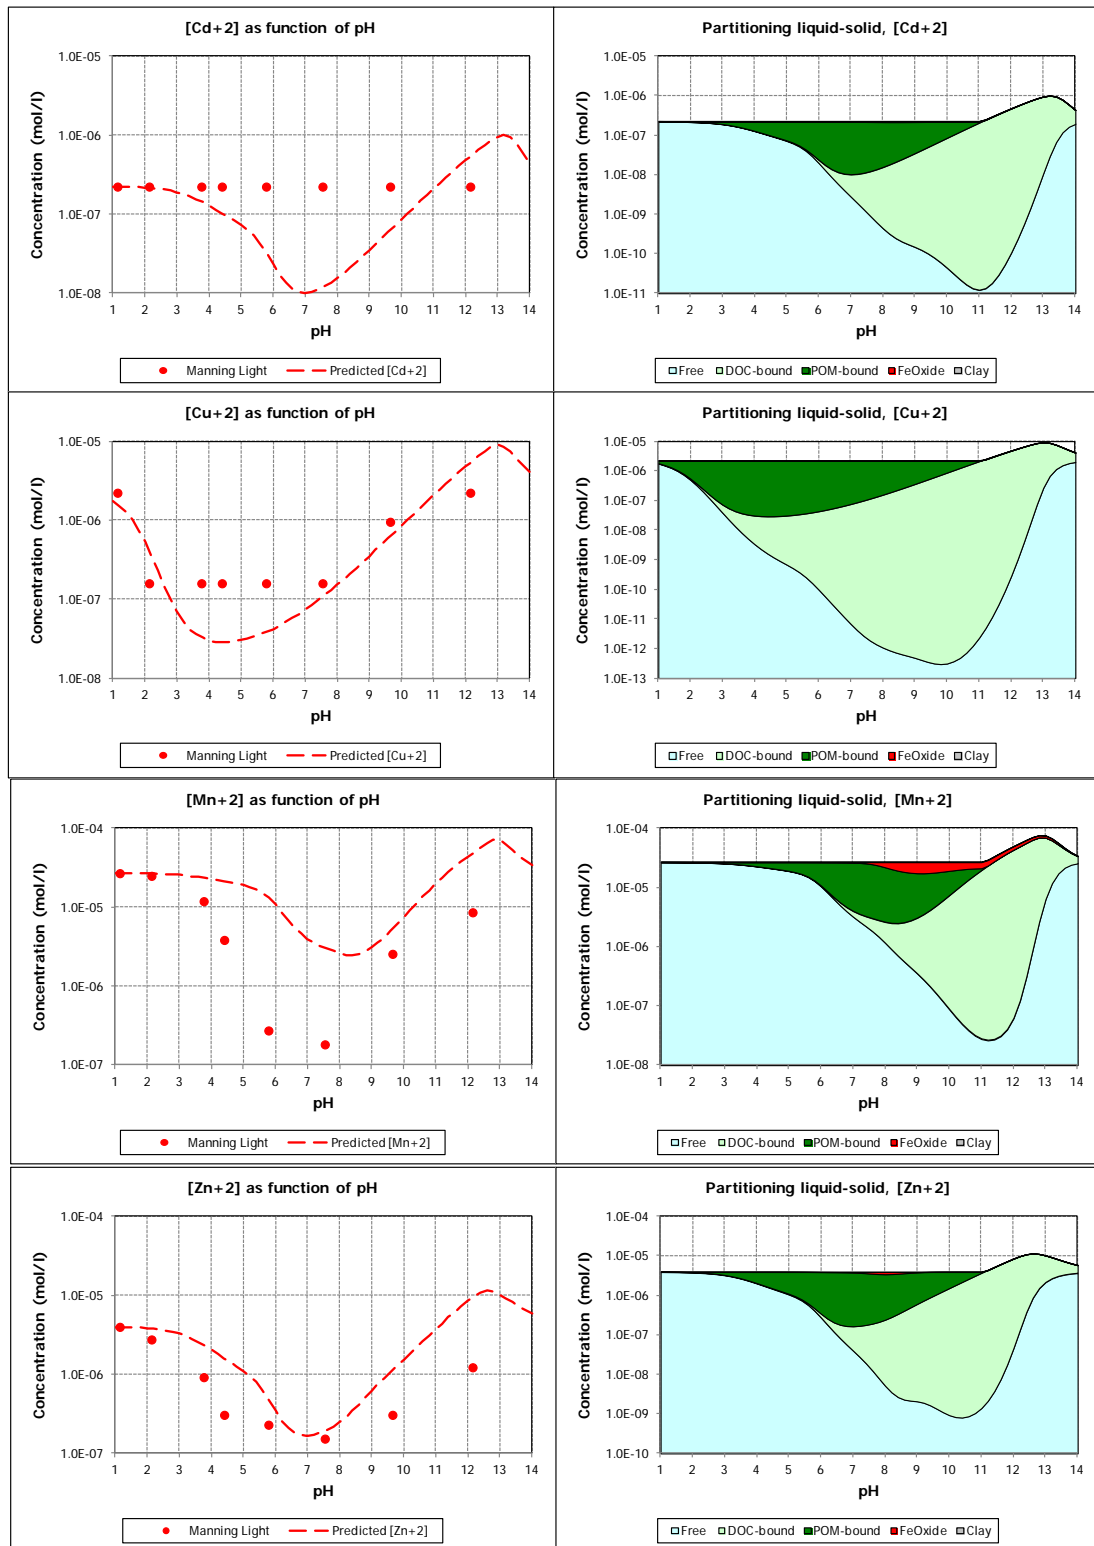 [Cd+2] as function of pH
1.0E-05
1.0E-06
1.0E-07
1.0E-08
Concentration (mol/l)
1 2 3 4 5 6 7 8 9 10 11 12 13 14
pH
Manning Light Predicted [Cd+2]
Partitioning liquid-solid, [Cd+2]
1.0E-05
1.0E-06
1.0E-07
1.0E-08
1.0E-09
1.0E-10
1.0E-11
Concentration (mol/l)
1 2 3 4 5 6 7 8 9 10 11 12 13 14
pH
Free DOC-bound POM-bound FeOxide Clay
[Cu+2] as function of pH
1.0E-05
1.0E-06
1.0E-07
1.0E-08
Concentration (mol/l)
1 2 3 4 5 6 7 8 9 10 11 12 13 14
pH
Manning Light Predicted [Cu+2]
Partitioning liquid-solid, [Cu+2]
1.0E-05
1.0E-06
1.0E-07
1.0E-08
1.0E-09
1.0E-10
1.0E-11
1.0E-12
1.0E-13
Concentration (mol/l)
1 2 3 4 5 6 7 8 9 10 11 12 13 14
pH
Free DOC-bound POM-bound FeOxide Clay
[Mn+2] as function of pH
1.0E-04
1.0E-05
1.0E-06
1.0E-07
Concentration (mol/l)
1 2 3 4 5 6 7 8 9 10 11 12 13 14
pH
Manning Light Predicted [Mn+2]
Partitioning liquid-solid, [Mn+2]
1.0E-04
1.0E-05
1.0E-06
1.0E-07
1.0E-08
Concentration (mol/l)
1 2 3 4 5 6 7 8 9 10 11 12 13 14
pH
Free DOC-bound POM-bound FeOxide Clay
[Zn+2] as function of pH
1.0E-04
1.0E-05
1.0E-06
1.0E-07
Concentration (mol/l)
1 2 3 4 5 6 7 8 9 10 11 12 13 14
pH
Manning Light Predicted [Zn+2]
Partitioning liquid-solid, [Zn+2]
1.0E-04
1.0E-05
1.0E-06
1.0E-07
1.0E-08
1.0E-09
1.0E-10
Concentration (mol/l)
1 2 3 4 5 6 7 8 9 10 11 12 13 14
pH
Free DOC-bound POM-bound FeOxide Clay